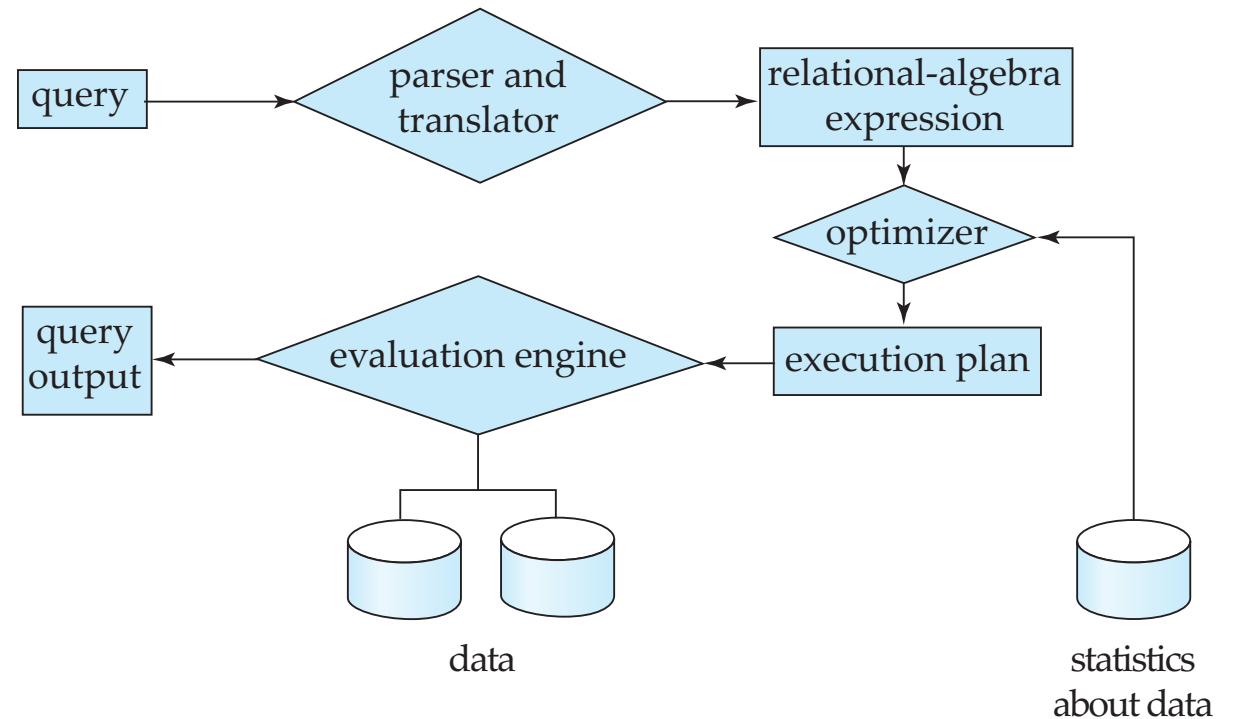 query
parser and
translator
relational-algebra
expression
optimizer
query
output
evaluation engine
execution plan
data
statistics
about data